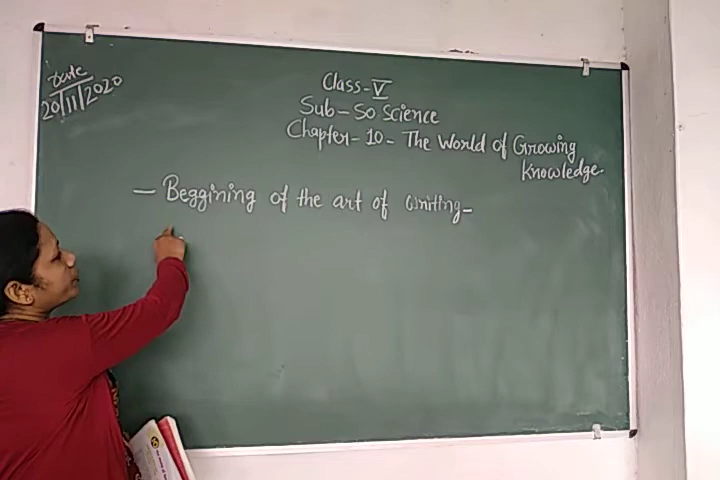 Date
20/11/2020
Class-V
Sub-So Science
Chapter-10-The World of Growing
Knowledge.
- Beggining of the art of writing-